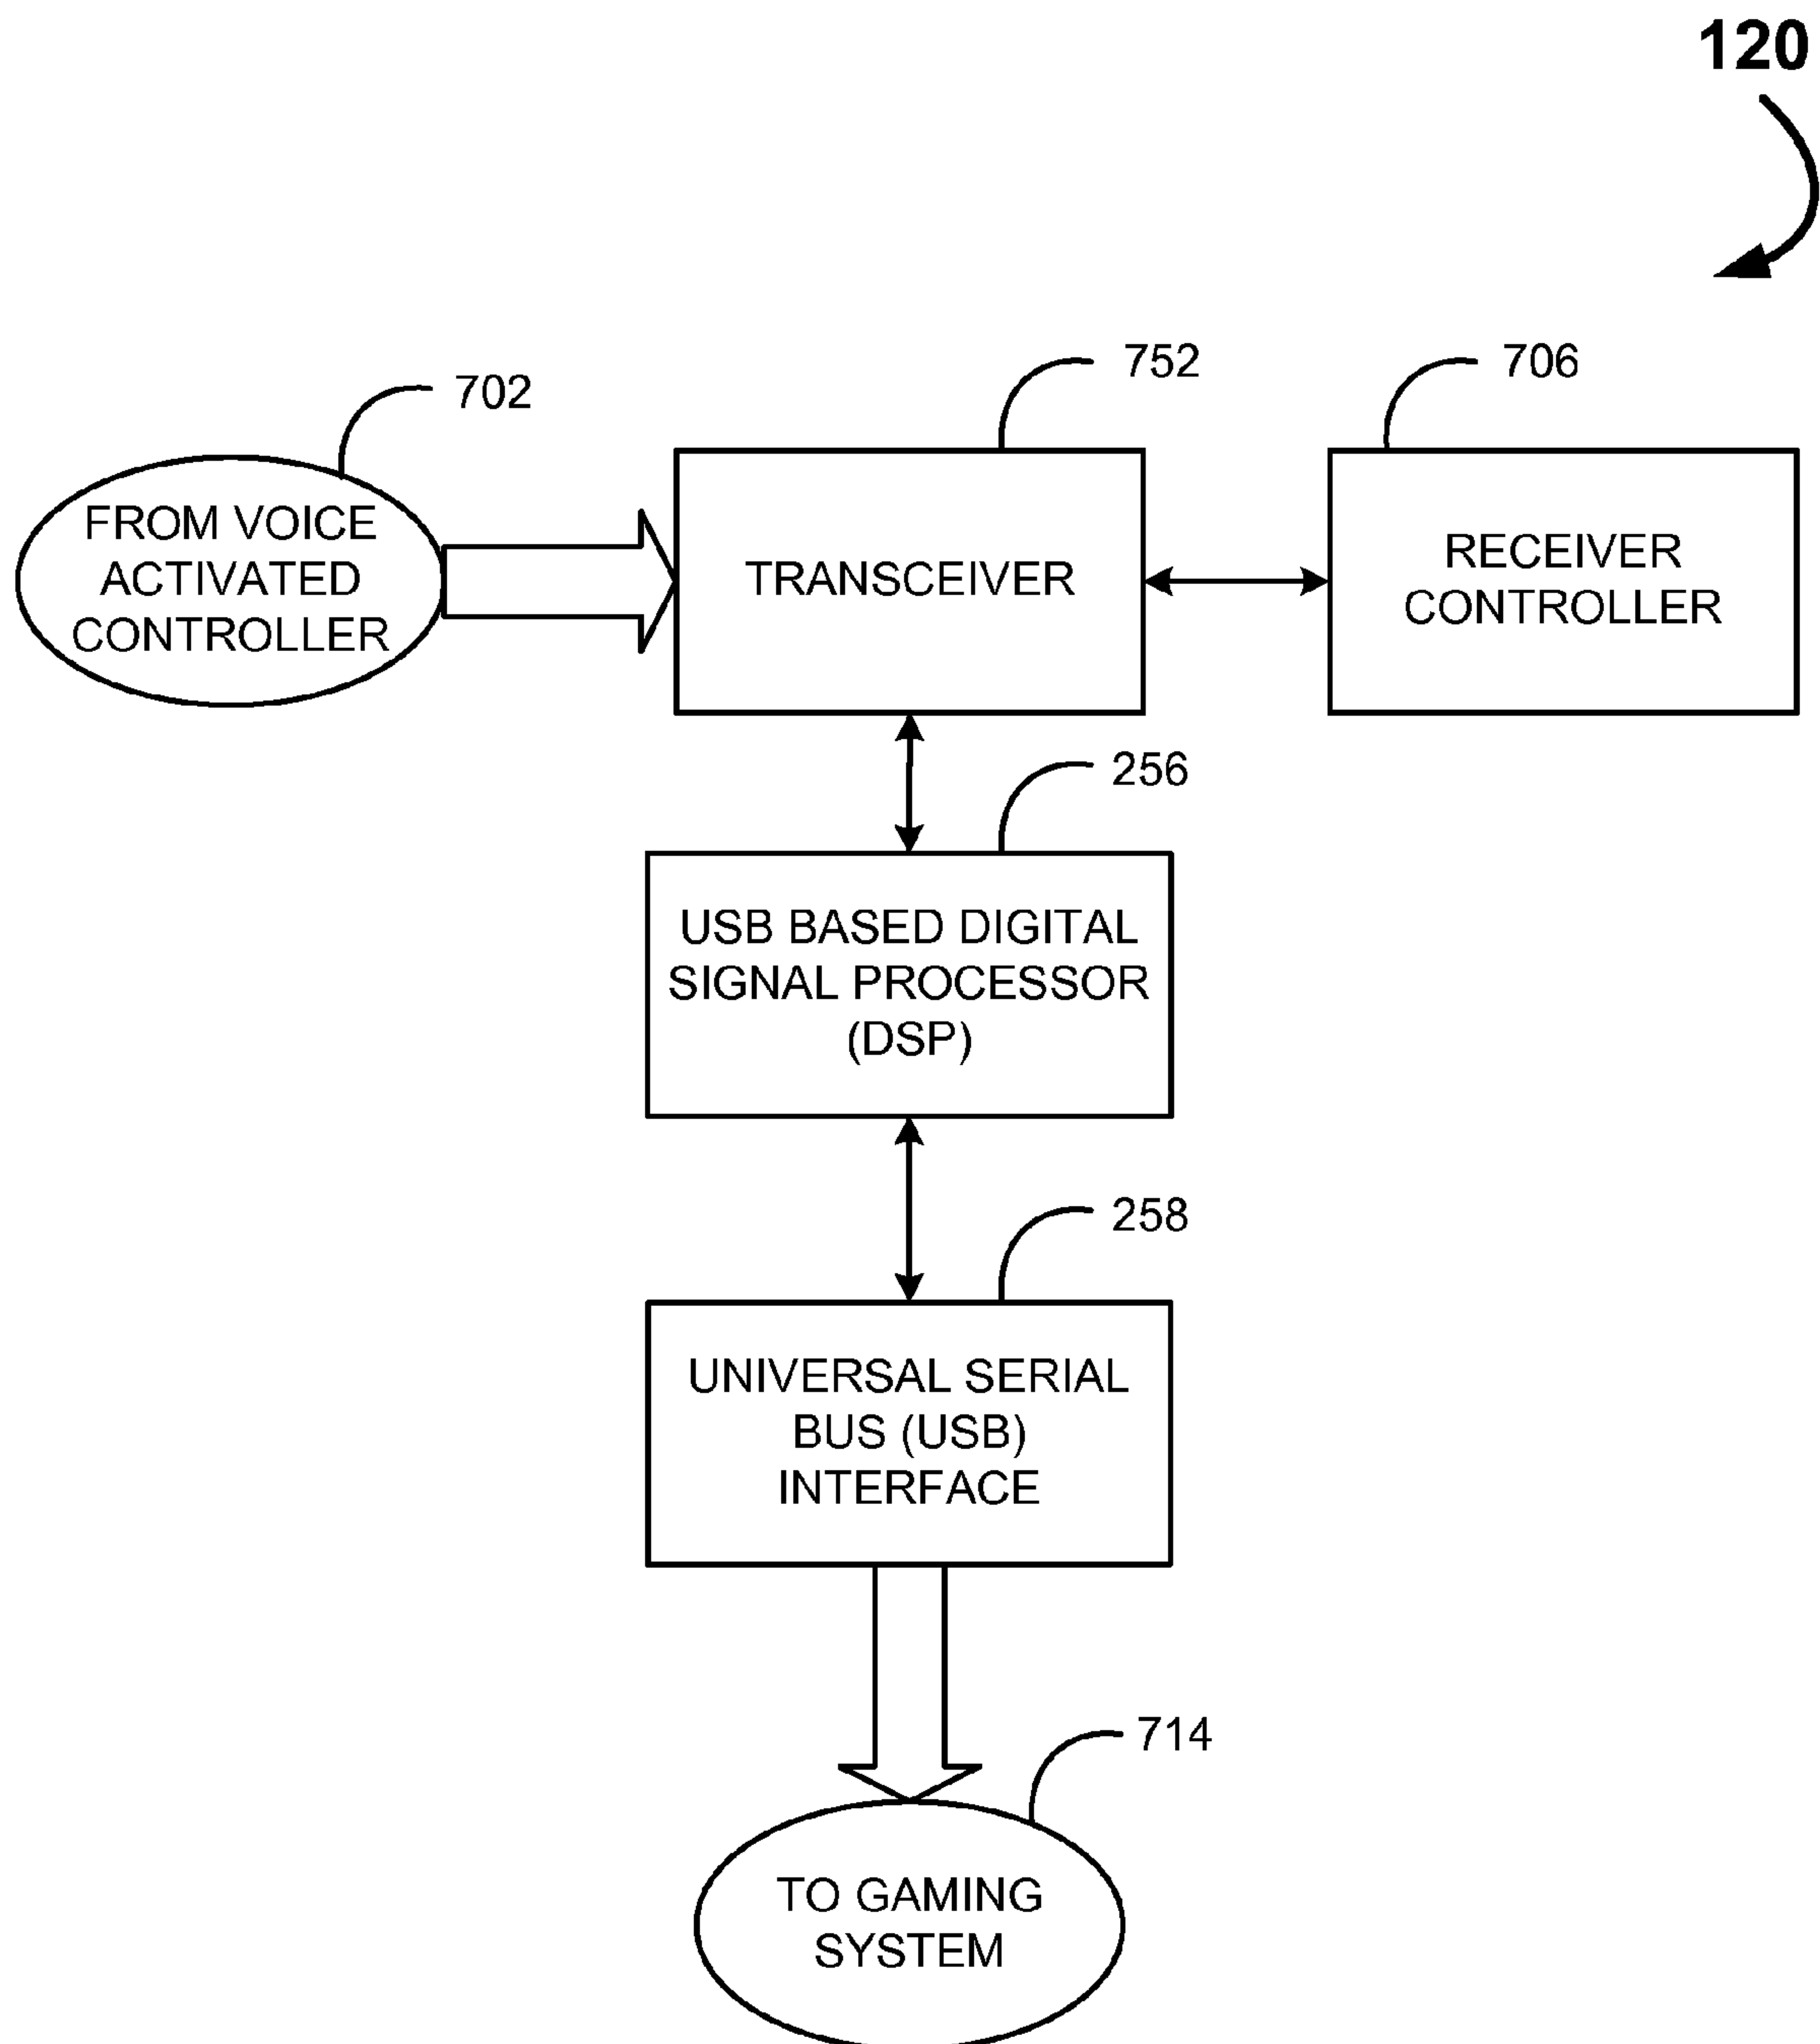 120
752
706
702
FROM VOICE
ACTIVATED
CONTROLLER
TRANSCEIVER
RECEIVER
CONTROLLER
256
USB BASED DIGITAL
SIGNAL PROCESSOR
(DSP)
258
UNIVERSAL SERIAL
BUS (USB)
INTERFACE
714
TO GAMING
SYSTEM